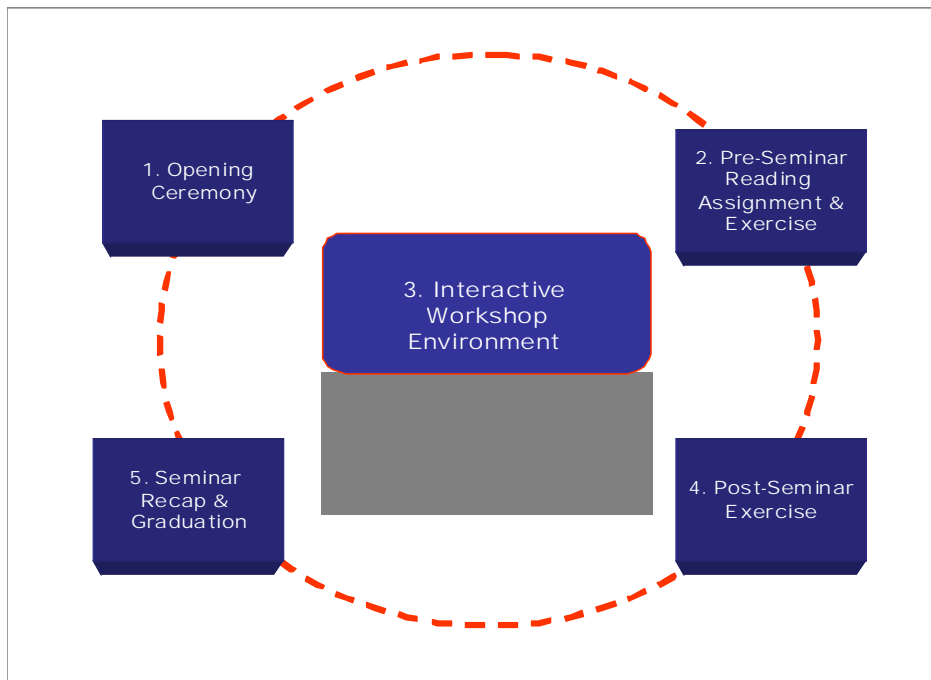 1. Opening
Ceremony
2. Pre-Seminar
Reading
Assignment &
Exercise
3. Interactive
Workshop
Environment
4. Post-Seminar
Exercise
5. Seminar
Recap &
Graduation